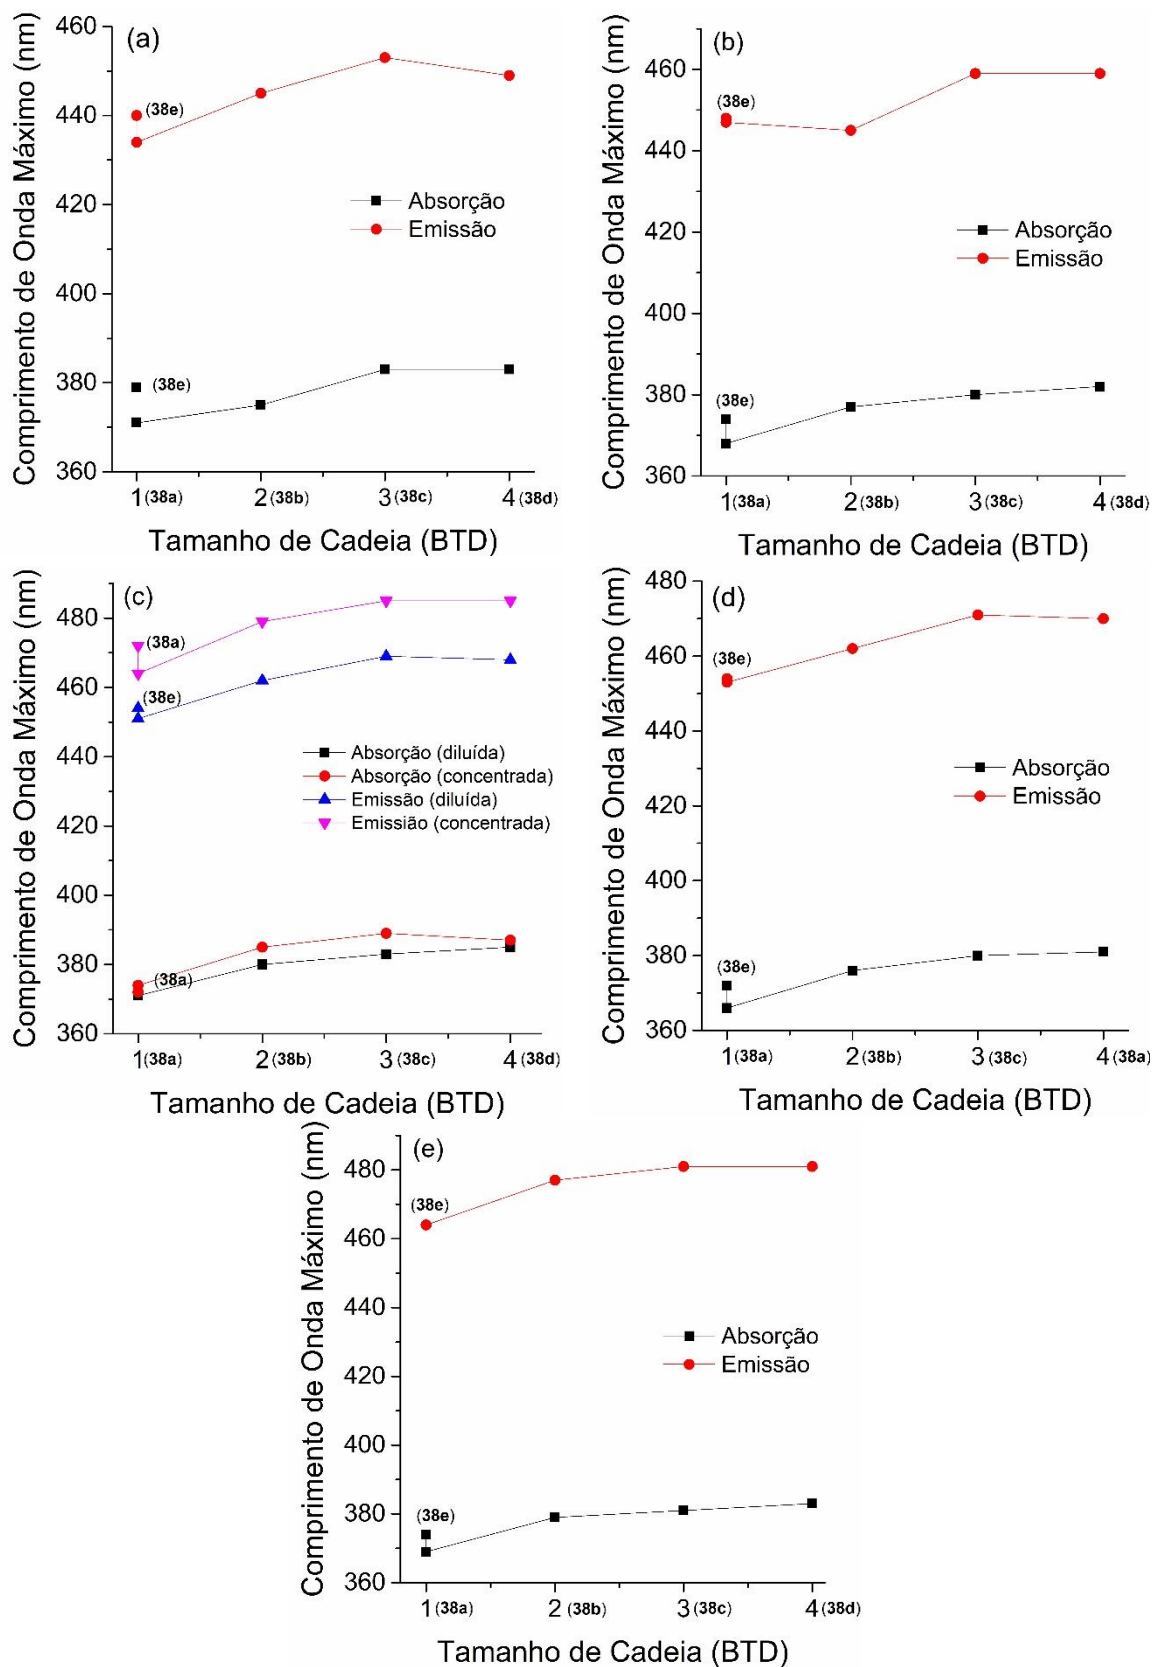 (a)
Comprimento de Onda Máximo (nm)
460
440
420
400
380
360
(38e)
(38e)
Absorção
Emissão
1(38a) 2(38b) 3(38c) 4(38d)
Tamanho de Cadeia (BTD)
(b)
Comprimento de Onda Máximo (nm)
460
440
420
400
380
360
(38e)
(38e)
Absorção
Emissão
1(38a) 2(38b) 3(38c) 4(38d)
Tamanho de Cadeia (BTD)
(c)
Comprimento de Onda Máximo (nm)
480
460
440
420
400
380
360
(38a)
(38e)
(38a)
Absorção (diluída)
Absorção (concentrada)
Emissão (diluída)
Emissião (concentrada)
1(38a) 2(38b) 3(38c) 4(38d)
Tamanho de Cadeia (BTD)
(d)
Comprimento de Onda Máximo (nm)
480
460
440
420
400
380
360
(38e)
(38e)
Absorção
Emissão
1(38a) 2(38b) 3(38c) 4(38a)
Tamanho de Cadeia (BTD)
(e)
Comprimento de Onda Máximo (nm)
480
460
440
420
400
380
360
(38e)
(38e)
Absorção
Emissão
1(38a) 2(38b) 3(38c) 4(38d)
Tamanho de Cadeia (BTD)